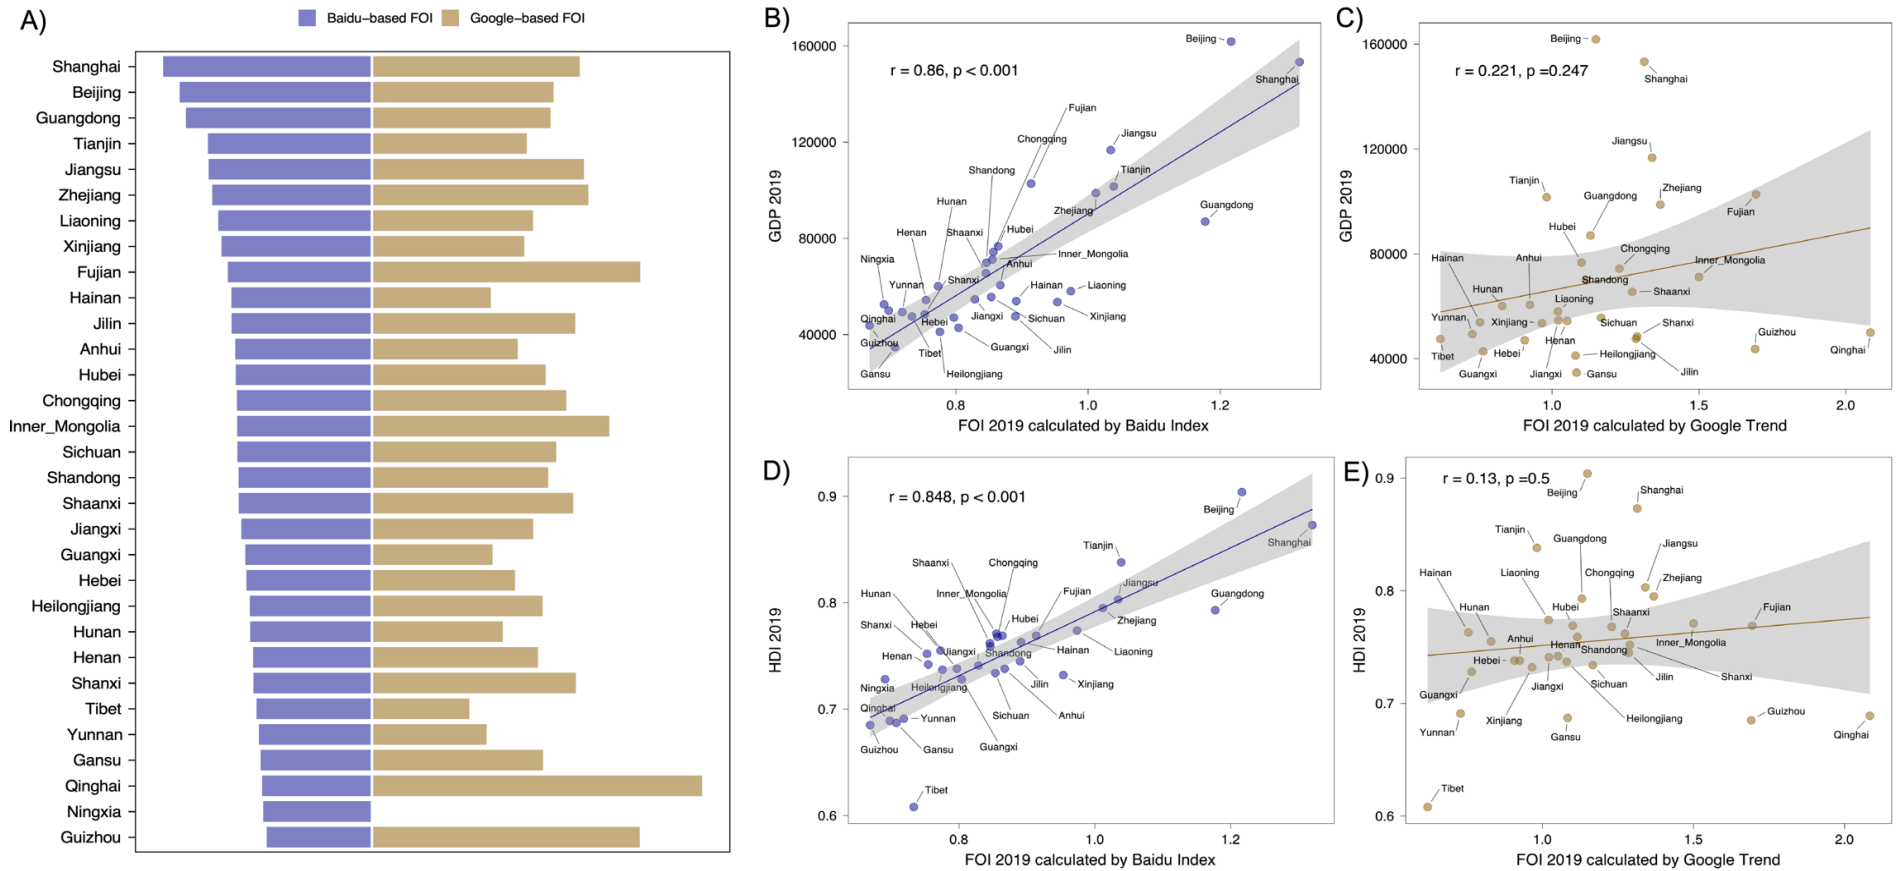 A)
Baidu−based FOI Google−based FOI
Shanghai
Beijing
Guangdong
Tianjin
Jiangsu
Zhejiang
Liaoning
Xinjiang
Fujian
Hainan
Jilin
Anhui
Hubei
Chongqing
Inner_Mongolia
Sichuan
Shandong
Shaanxi
Jiangxi
Guangxi
Hebei
Heilongjiang
Hunan
Henan
Shanxi
Tibet
Yunnan
Gansu
Qinghai
Ningxia
Guizhou
B)
r = 0.86, p < 0.001
GDP 2019
160000
120000
80000
40000
Beijing
Shanghai
Fujian
Chongqing
Jiangsu
Shandong
Tianjin
Hunan
Zhejiang
Guangdong
Henan
Shaanxi
Hubei
Inner_Mongolia
Ningxia
Anhui
Yunnan
Shanxi
Hainan
Liaoning
Qinghai
Hebei
Jiangxi
Sichuan
Xinjiang
Guizhou
Tibet
Guangxi
Jilin
Gansu
Heilongjiang
0.8 1.0 1.2
FOI 2019 calculated by Baidu Index
C)
r = 0.221, p =0.247
GDP 2019
160000
120000
80000
40000
Beijing
Shanghai
Jiangsu
Tianjin
Zhejiang
Guangdong
Fujian
Hubei
Chongqing
Hainan
Anhui
Inner_Mongolia
Shandong
Hunan
Shaanxi
Liaoning
Yunnan
Xinjiang
Sichuan
Shanxi
Guizhou
Henan
Tibet
Hebei
Heilongjiang
Qinghai
Guangxi
Jiangxi
Gansu
Jilin
1.0 1.5 2.0
FOI 2019 calculated by Google Trend
D)
r = 0.848, p < 0.001
HDI 2019
0.9
0.8
0.7
0.6
Beijing
Shanghai
Tianjin
Shaanxi
Chongqing
Jiangsu
Hunan
Inner_Mongolia
Fujian
Guangdong
Shanxi
Hebei
Hubei
Zhejiang
Henan
Jiangxi
Shandong
Hainan
Liaoning
Ningxia
Heilongjiang
Jilin
Xinjiang
Qinghai
Yunnan
Sichuan
Anhui
Guizhou
Gansu
Guangxi
Tibet
0.8 1.0 1.2
FOI 2019 calculated by Baidu Index
E)
r = 0.13, p =0.5
HDI 2019
0.9
0.8
0.7
0.6
Beijing
Shanghai
Tianjin
Guangdong
Jiangsu
Hainan
Liaoning
Chongqing
Zhejiang
Hunan
Hubei
Shaanxi
Fujian
Anhui
Henan
Shandong
Inner_Mongolia
Hebei
Guangxi
Jiangxi
Sichuan
Jilin
Shanxi
Yunnan
Xinjiang
Gansu
Heilongjiang
Guizhou
Qinghai
Tibet
1.0 1.5 2.0
FOI 2019 calculated by Google Trend